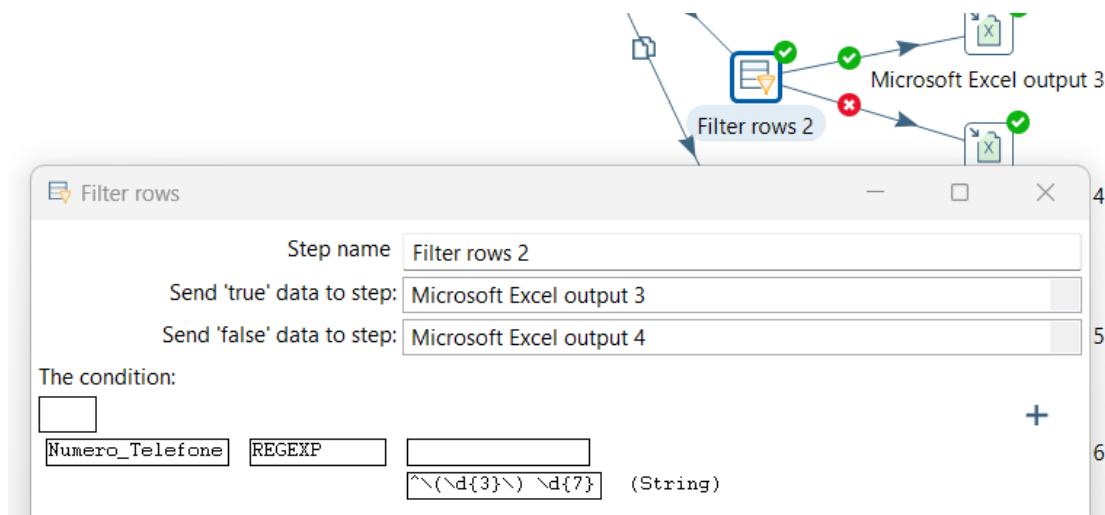 Microsoft Excel output 3
Filter rows 2
4
Filter rows
Step name Filter rows 2
Send 'true' data to step: Microsoft Excel output 3
Send 'false' data to step: Microsoft Excel output 4
5
The condition:
Numero_Telefone REGEXP
6
^\(\d{3}\) \d{7} (String)